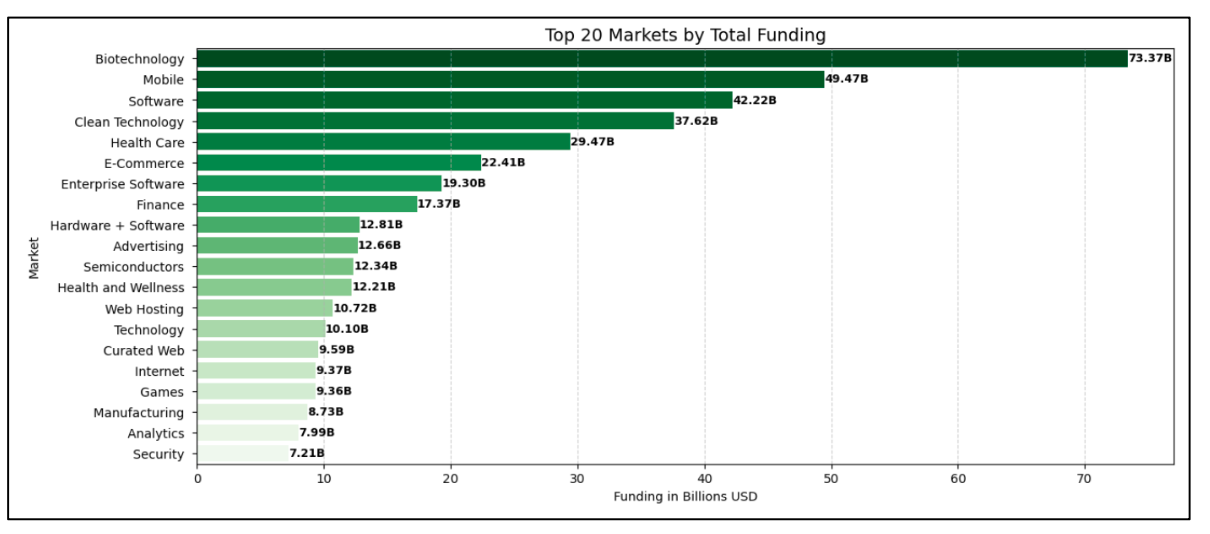 Top 20 Markets by Total Funding
Biotechnology 73.37B
Mobile 49.47B
Software 42.22B
Clean Technology 37.62B
Health Care 29.47B
E-Commerce 22.41B
Enterprise Software 19.30B
Finance 17.37B
Hardware + Software 12.81B
Advertising 12.66B
Semiconductors 12.34B
Health and Wellness 12.21B
Web Hosting 10.72B
Technology 10.10B
Curated Web 9.59B
Internet 9.37B
Games 9.36B
Manufacturing 8.73B
Analytics 7.99B
Security 7.21B
Market
0 10 20 30 40 50 60 70
Funding in Billions USD